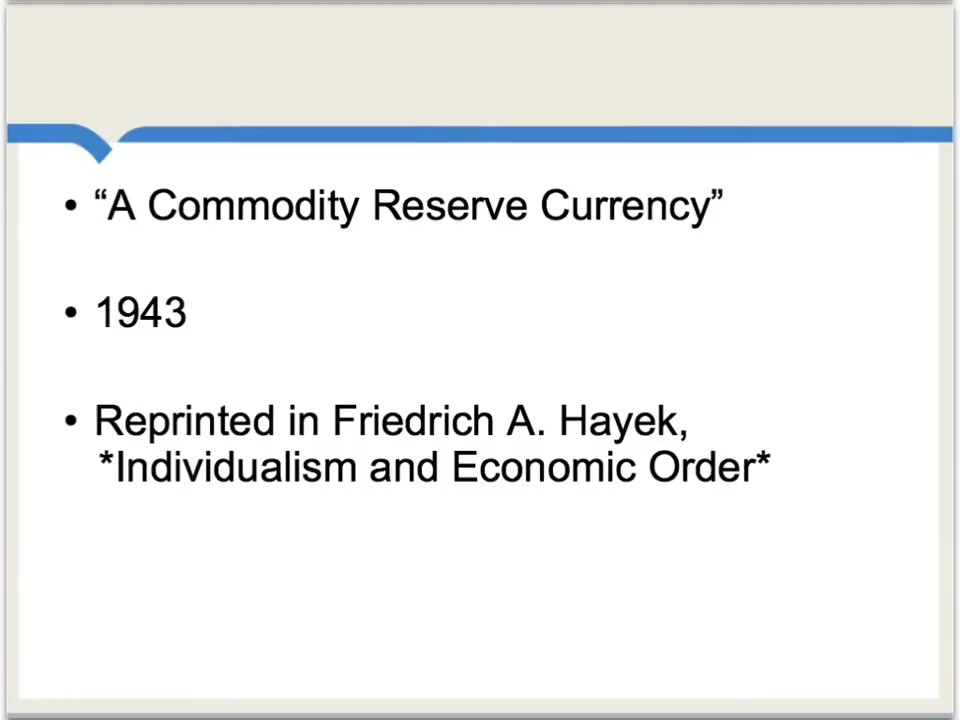 • “A Commodity Reserve Currency”
• 1943
• Reprinted in Friedrich A. Hayek,
*Individualism and Economic Order*